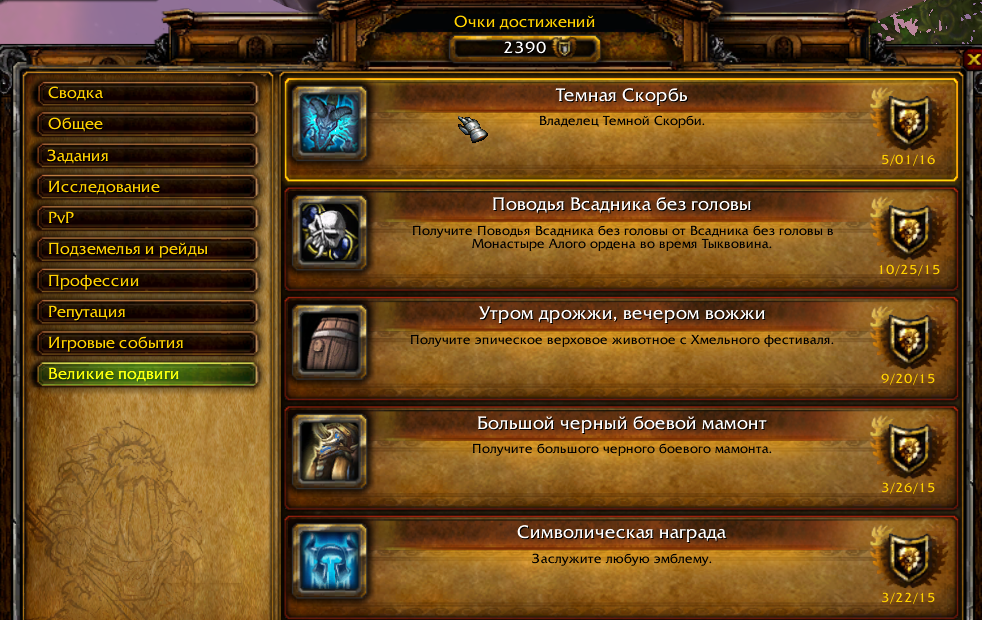 Очки достижений
2390
Сводка
Общее
Задания
Исследование
PvP
Подземелья и рейды
Профессии
Репутация
Игровые события
Великие подвиги
Темная Скорбь
Владелец Темной Скорби.
5/01/16
Поводья Всадника без головы
Получите Поводья Всадника без головы от Всадника без головы в
Монастыре Алого ордена во время Тыквовина.
10/25/15
Утром дрожжи, вечером вожжи
Получите эпическое верховое животное с Хмельного фестиваля.
9/20/15
Большой черный боевой мамонт
Получите большого черного боевого мамонта.
3/26/15
Символическая награда
Заслужите любую эмблему.
3/22/15